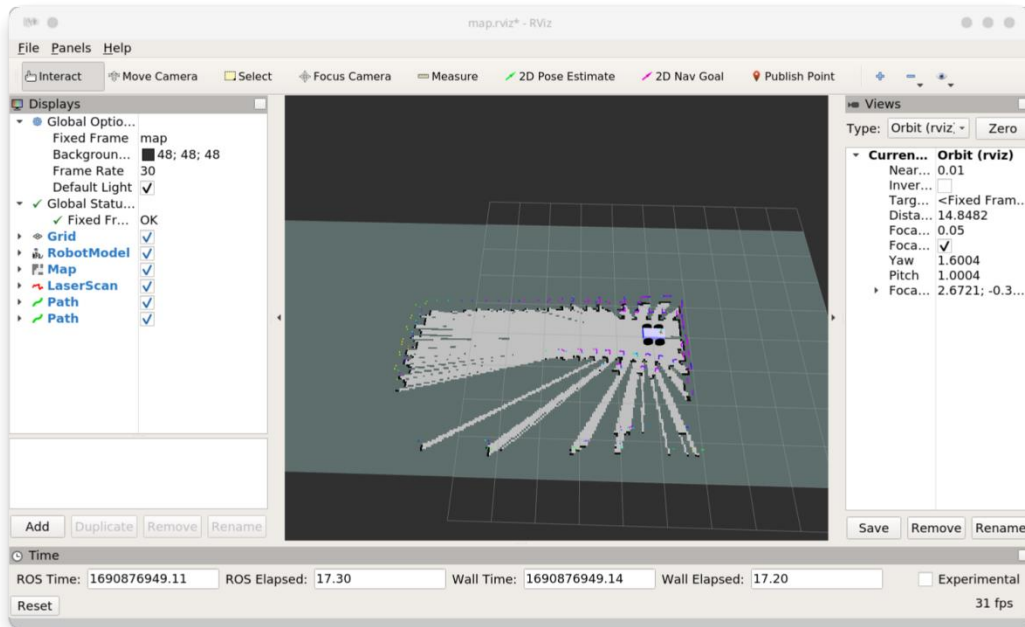 map.rviz* - RViz
File Panels Help
Interact Move Camera Select Focus Camera Measure 2D Pose Estimate 2D Nav Goal Publish Point
Displays
Global Optio...
Fixed Frame map
Backgroun... 48; 48; 48
Frame Rate 30
Default Light
Global Statu...
Fixed Fr... OK
Grid
RobotModel
Map
LaserScan
Path
Path
Add Duplicate Remove Rename
Views
Type: Orbit (rviz) Zero
Curren... Orbit (rviz)
Near... 0.01
Inver...
Targ... <Fixed Fram...
Dista... 14.8482
Foca... 0.05
Foca...
Yaw 1.6004
Pitch 1.0004
Foca... 2.6721; -0.3...
Save Remove Rename
Time
ROS Time: 1690876949.11 ROS Elapsed: 17.30 Wall Time: 1690876949.14 Wall Elapsed: 17.20 Experimental
Reset 31 fps